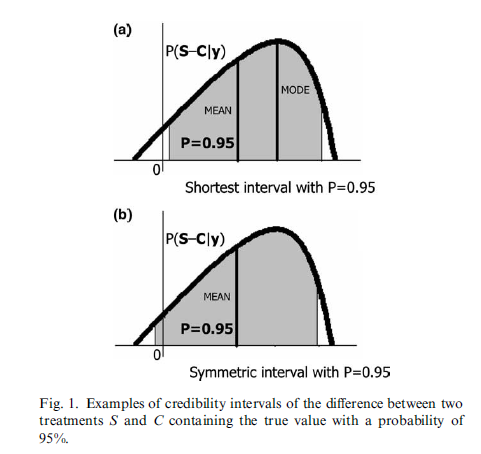 (a)
P(S–C|y)
MODE
MEAN
P=0.95
0
Shortest interval with P=0.95
(b)
P(S–C|y)
MEAN
P=0.95
0
Symmetric interval with P=0.95
Fig. 1. Examples of credibility intervals of the difference between two
treatments S and C containing the true value with a probability of
95%.